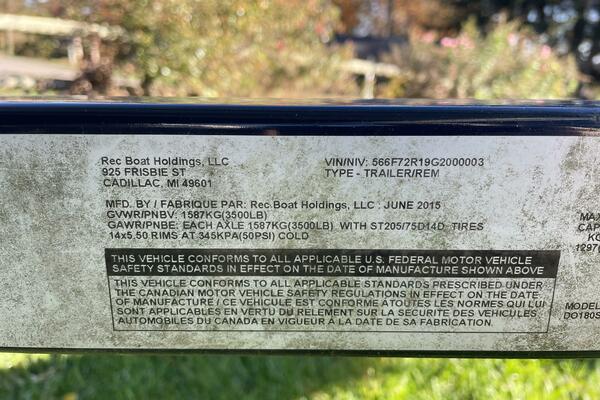 Rec Boat Holdings, LLC
925 FRISBIE ST
CADILLAC, MI 49601
VIN/NIV: 566F72R19G2000003
TYPE - TRAILER/REM
MFD. BY / FABRIQUE PAR: Rec Boat Holdings, LLC : JUNE 2015
GVWR/PNBV: 1587KG(3500LB)
GAWR/PNBE: EACH AXLE 1587KG(3500LB) WITH ST205/75D14D TIRES
14x5.50 RIMS AT 345KPA(50PSI) COLD
THIS VEHICLE CONFORMS TO ALL APPLICABLE U.S. FEDERAL MOTOR VEHICLE
SAFETY STANDARDS IN EFFECT ON THE DATE OF MANUFACTURE SHOWN ABOVE
THIS VEHICLE CONFORMS TO ALL APPLICABLE STANDARDS PRESCRIBED UNDER
THE CANADIAN MOTOR VEHICLE SAFETY REGULATIONS IN EFFECT ON THE DATE
OF MANUFACTURE / CE VEHICULE EST CONFORME A TOUTES LES NORMES QUI LUI
SONT APPLICABLES EN VERTU DU RELEMENT SUR LA SECURITE DES VEHICULES
AUTOMOBILES DU CANADA EN VIGUEUR À LA DATE DE SA FABRICATION.
MA
CAP
KG
1297(
MODEL
DO180S